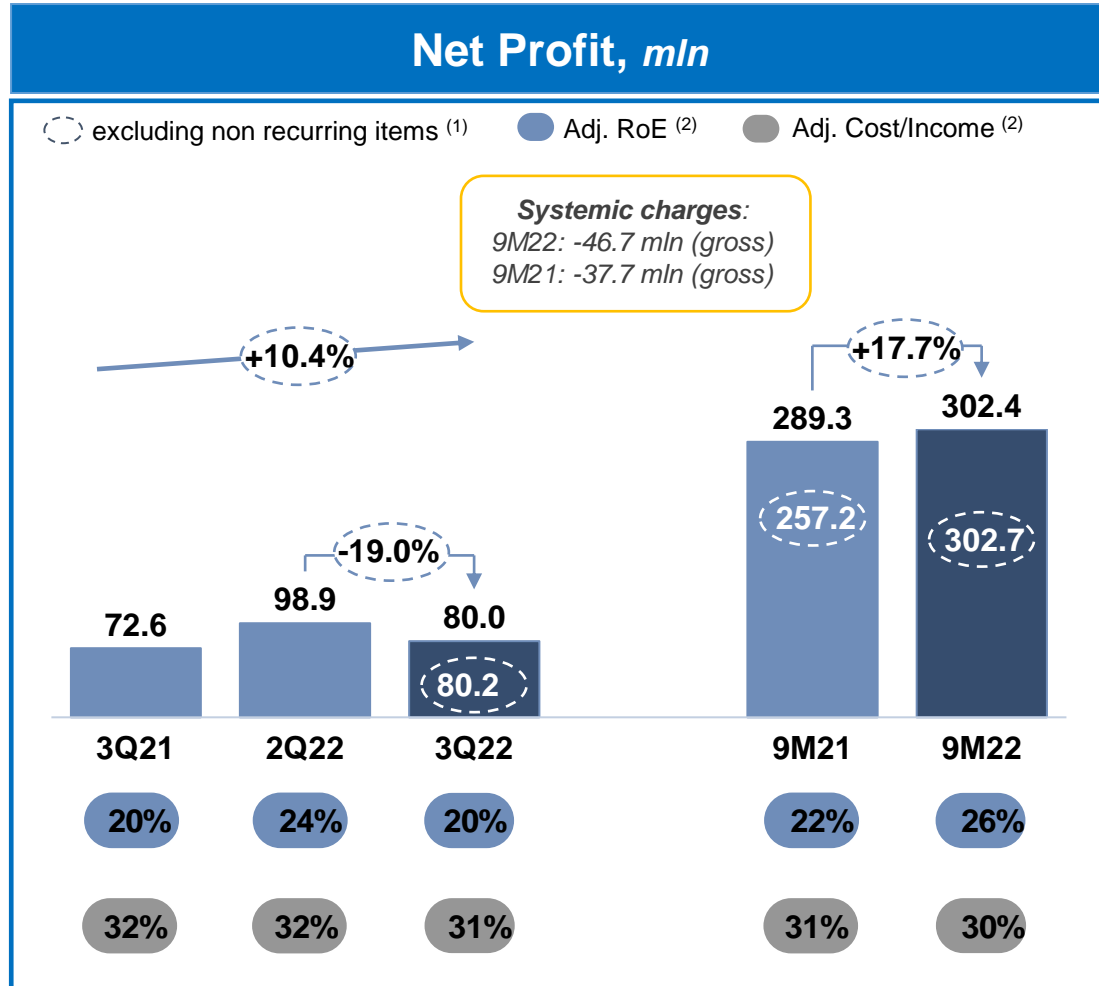 Net Profit, mln
excluding non recurring items (1) Adj. RoE (2) Adj. Cost/Income (2)
Systemic charges:
9M22: -46.7 mln (gross)
9M21: -37.7 mln (gross)
+10.4%
+17.7%
289.3 302.4
257.2
302.7
-19.0%
72.6 98.9 80.0
80.2
3Q21 2Q22 3Q22 9M21 9M22
20% 24% 20% 22% 26%
32% 32% 31% 31% 30%